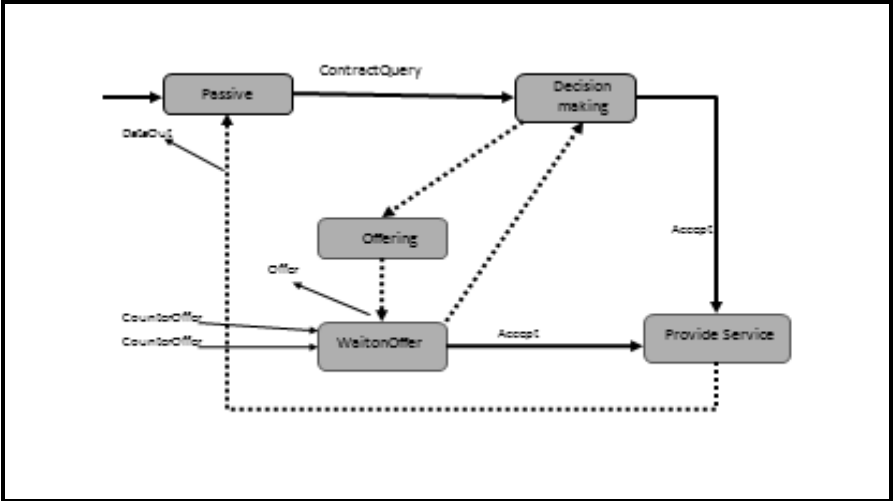 ContractQuery
Passive
Decision
making
DataOut
Accept
Offering
Offer
CounterOffer
CounterOffer
WaitonOffer
Accept
Provide Service